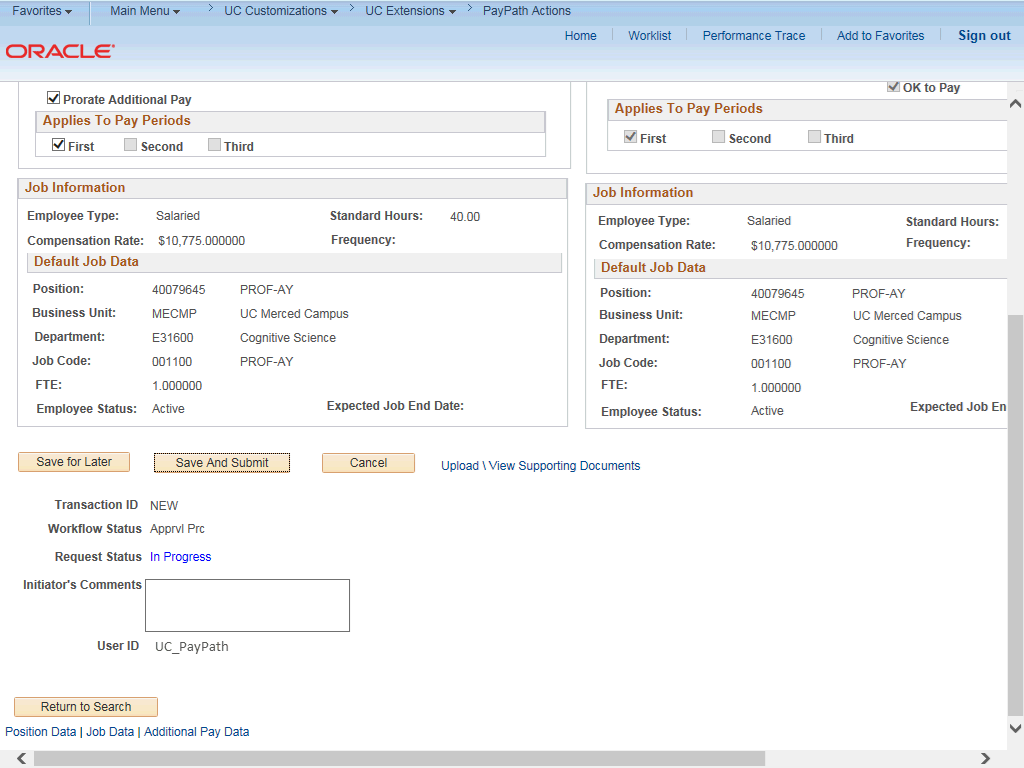 Favorites Main Menu > UC Customizations > UC Extensions > PayPath Actions
Home Worklist Performance Trace Add to Favorites Sign out
ORACLE
Prorate Additional Pay
Applies To Pay Periods
First Second Third
OK to Pay
Applies To Pay Periods
First Second Third
Job Information
Employee Type: Salaried Standard Hours: 40.00
Compensation Rate: $10,775.000000 Frequency:
Default Job Data
Position: 40079645 PROF-AY
Business Unit: MECMP UC Merced Campus
Department: E31600 Cognitive Science
Job Code: 001100 PROF-AY
FTE: 1.000000
Employee Status: Active Expected Job End Date:
Job Information
Employee Type: Salaried Standard Hours:
Compensation Rate: $10,775.000000 Frequency:
Default Job Data
Position: 40079645 PROF-AY
Business Unit: MECMP UC Merced Campus
Department: E31600 Cognitive Science
Job Code: 001100 PROF-AY
FTE: 1.000000
Employee Status: Active Expected Job En
Save for Later Save And Submit Cancel Upload \ View Supporting Documents
Transaction ID NEW
Workflow Status Apprvl Prc
Request Status In Progress
Initiator's Comments
User ID UC_PayPath
Return to Search
Position Data | Job Data | Additional Pay Data